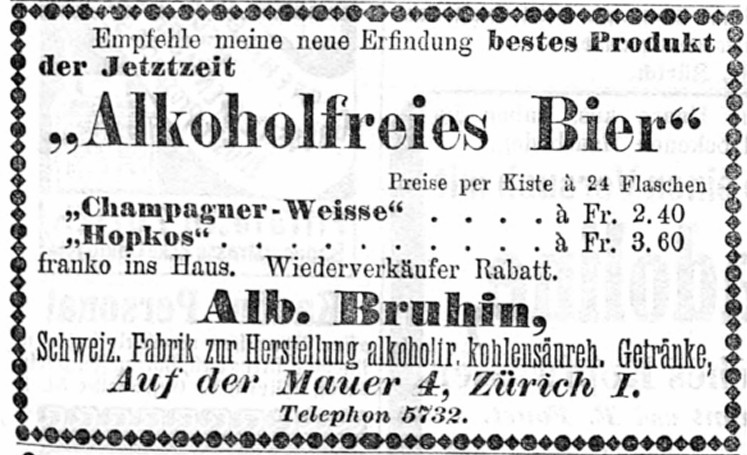 Empfehle meine neue Erfindung bestes Produkt
der Jetztzeit
„Alkoholfreies Bier“
Preise per Kiste à 24 Flaschen
„Champagner-Weisse“ . . . . . à Fr. 2.40
„Hopkos“ . . . . . . . . . . à Fr. 3.60
franko ins Haus. Wiederverkäufer Rabatt.
Alb. Bruhin,
Schweiz. Fabrik zur Herstellung alkoholfr. kohlensäureh. Getränke,
Auf der Mauer 4, Zürich I.
Telephon 5732.